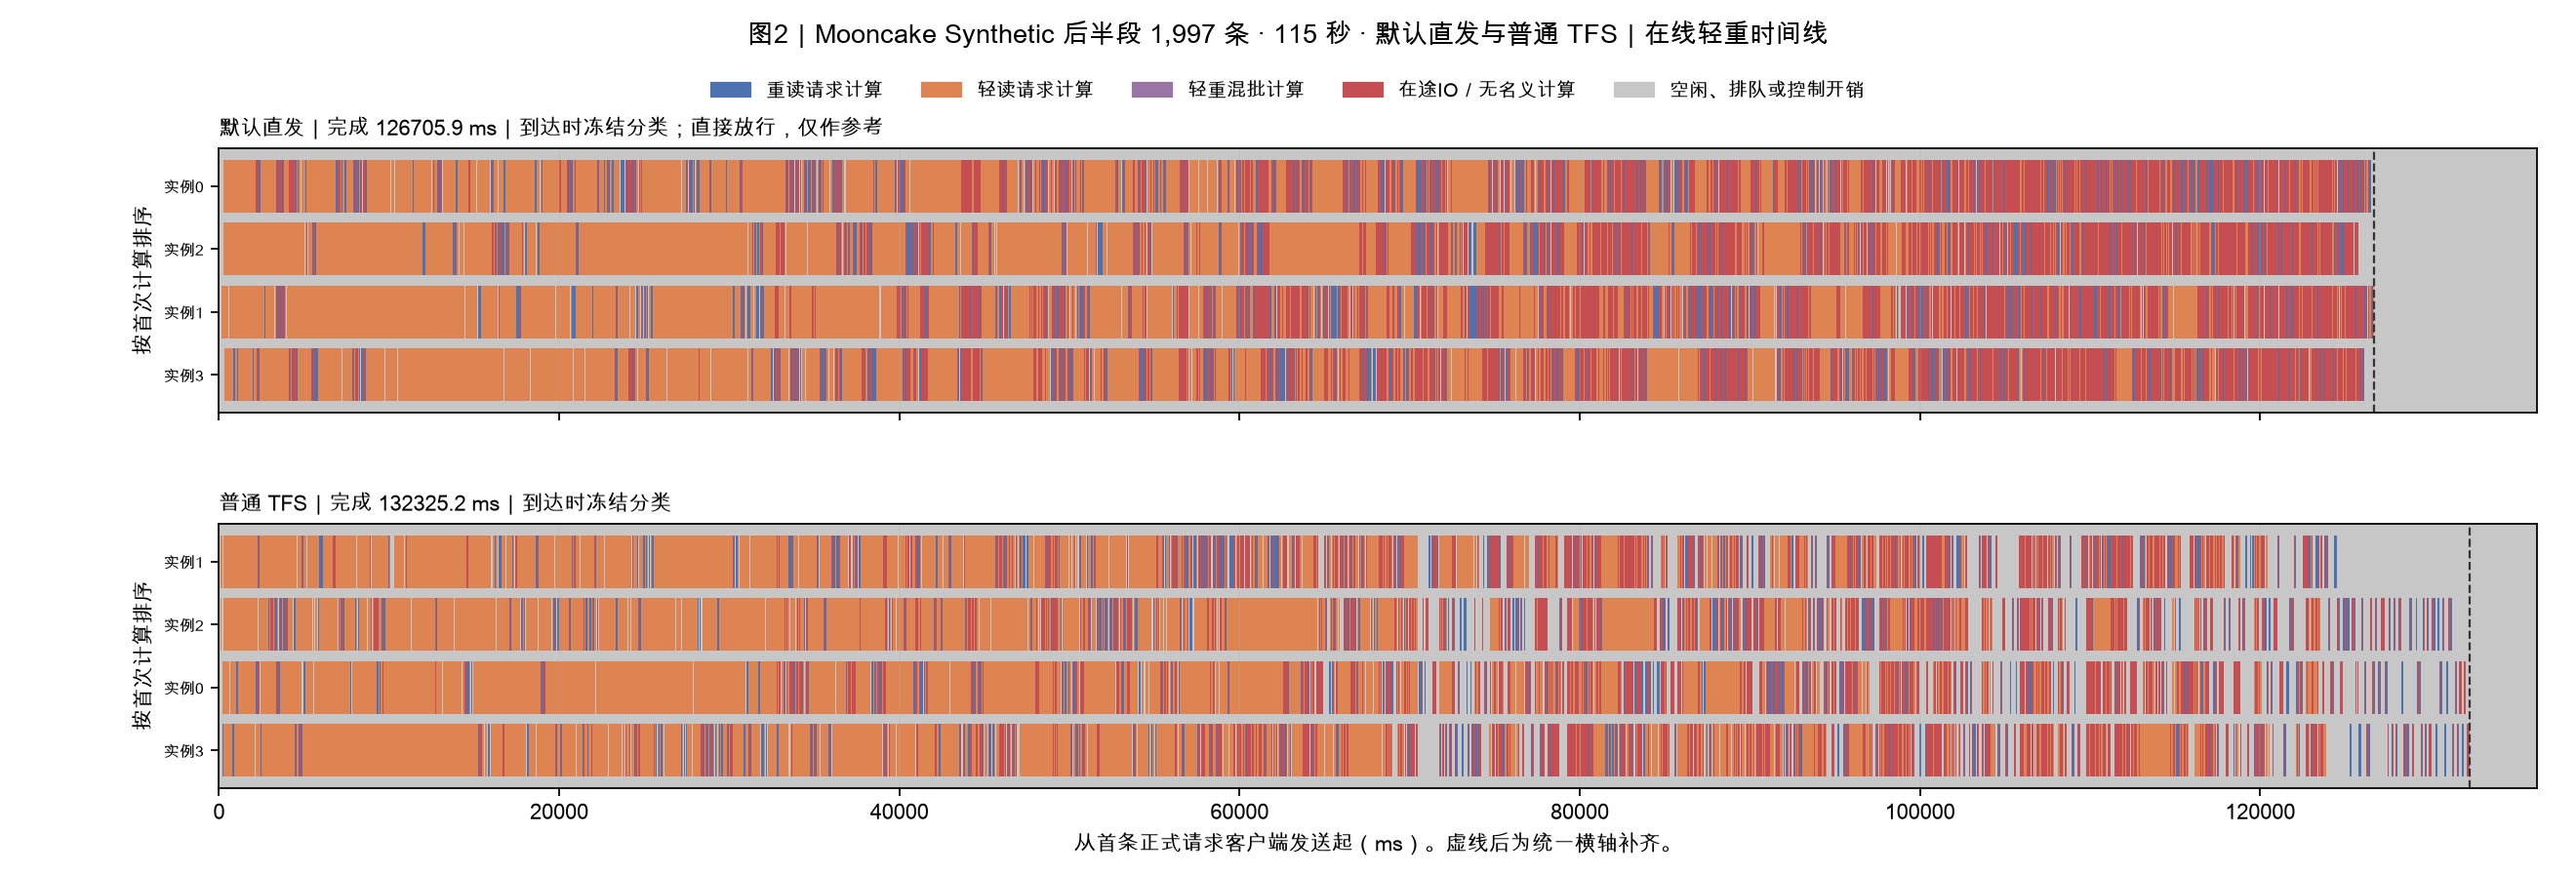 图2 | Mooncake Synthetic 后半段 1,997 条 · 115 秒 · 默认直发与普通 TFS | 在线轻重时间线
重读请求计算 轻读请求计算 轻重混批计算 在途IO / 无名义计算 空闲、排队或控制开销
默认直发 | 完成 126705.9 ms | 到达时冻结分类；直接放行，仅作参考
按首次计算排序
实例0
实例2
实例1
实例3
普通 TFS | 完成 132325.2 ms | 到达时冻结分类
按首次计算排序
实例1
实例2
实例0
实例3
0 20000 40000 60000 80000 100000 120000
从首条正式请求客户端发送起（ms）。虚线后为统一横轴补齐。